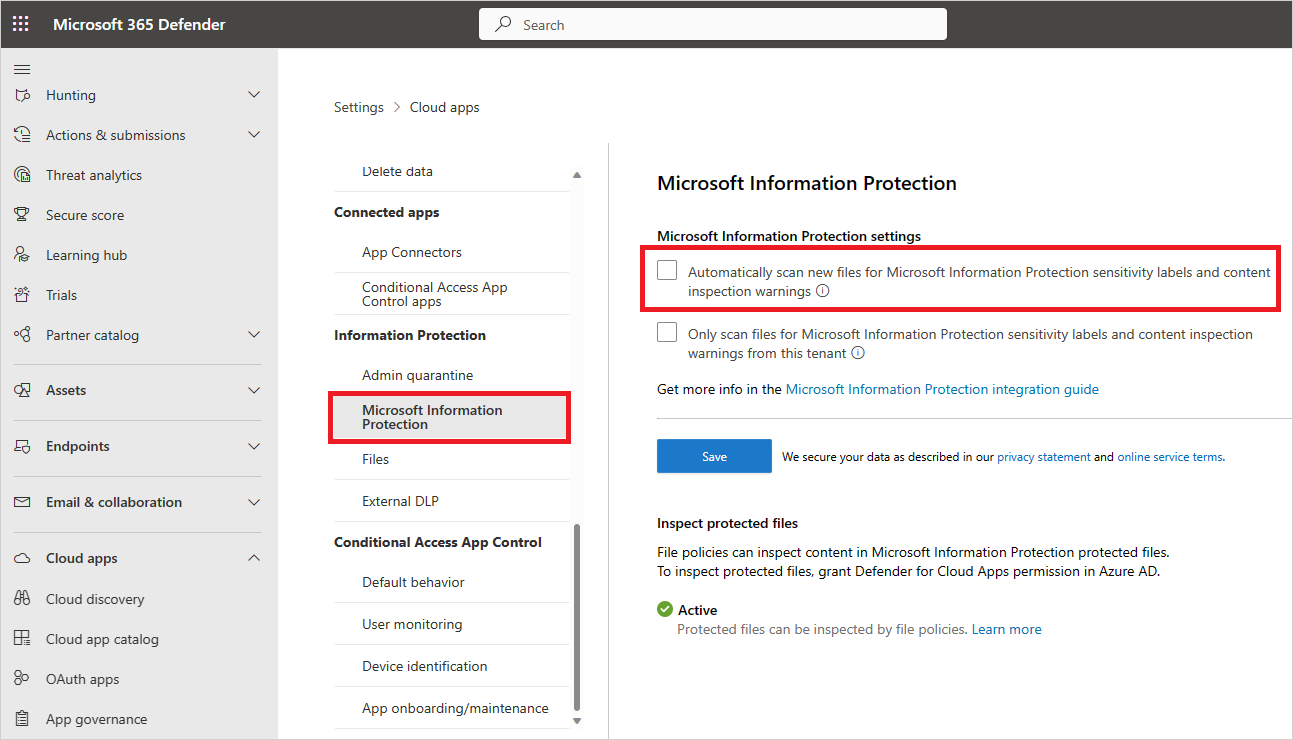 Microsoft 365 Defender
Search
Hunting
Actions & submissions
Threat analytics
Secure score
Learning hub
Trials
Partner catalog
Assets
Endpoints
Email & collaboration
Cloud apps
Cloud discovery
Cloud app catalog
OAuth apps
App governance
Settings > Cloud apps
Delete data
Connected apps
App Connectors
Conditional Access App
Control apps
Information Protection
Admin quarantine
Microsoft Information
Protection
Files
External DLP
Conditional Access App Control
Default behavior
User monitoring
Device identification
App onboarding/maintenance
Microsoft Information Protection
Microsoft Information Protection settings
Automatically scan new files for Microsoft Information Protection sensitivity labels and content
inspection warnings
Only scan files for Microsoft Information Protection sensitivity labels and content inspection
warnings from this tenant
Get more info in the Microsoft Information Protection integration guide
Save
We secure your data as described in our privacy statement and online service terms.
Inspect protected files
File policies can inspect content in Microsoft Information Protection protected files.
To inspect protected files, grant Defender for Cloud Apps permission in Azure AD.
Active
Protected files can be inspected by file policies. Learn more